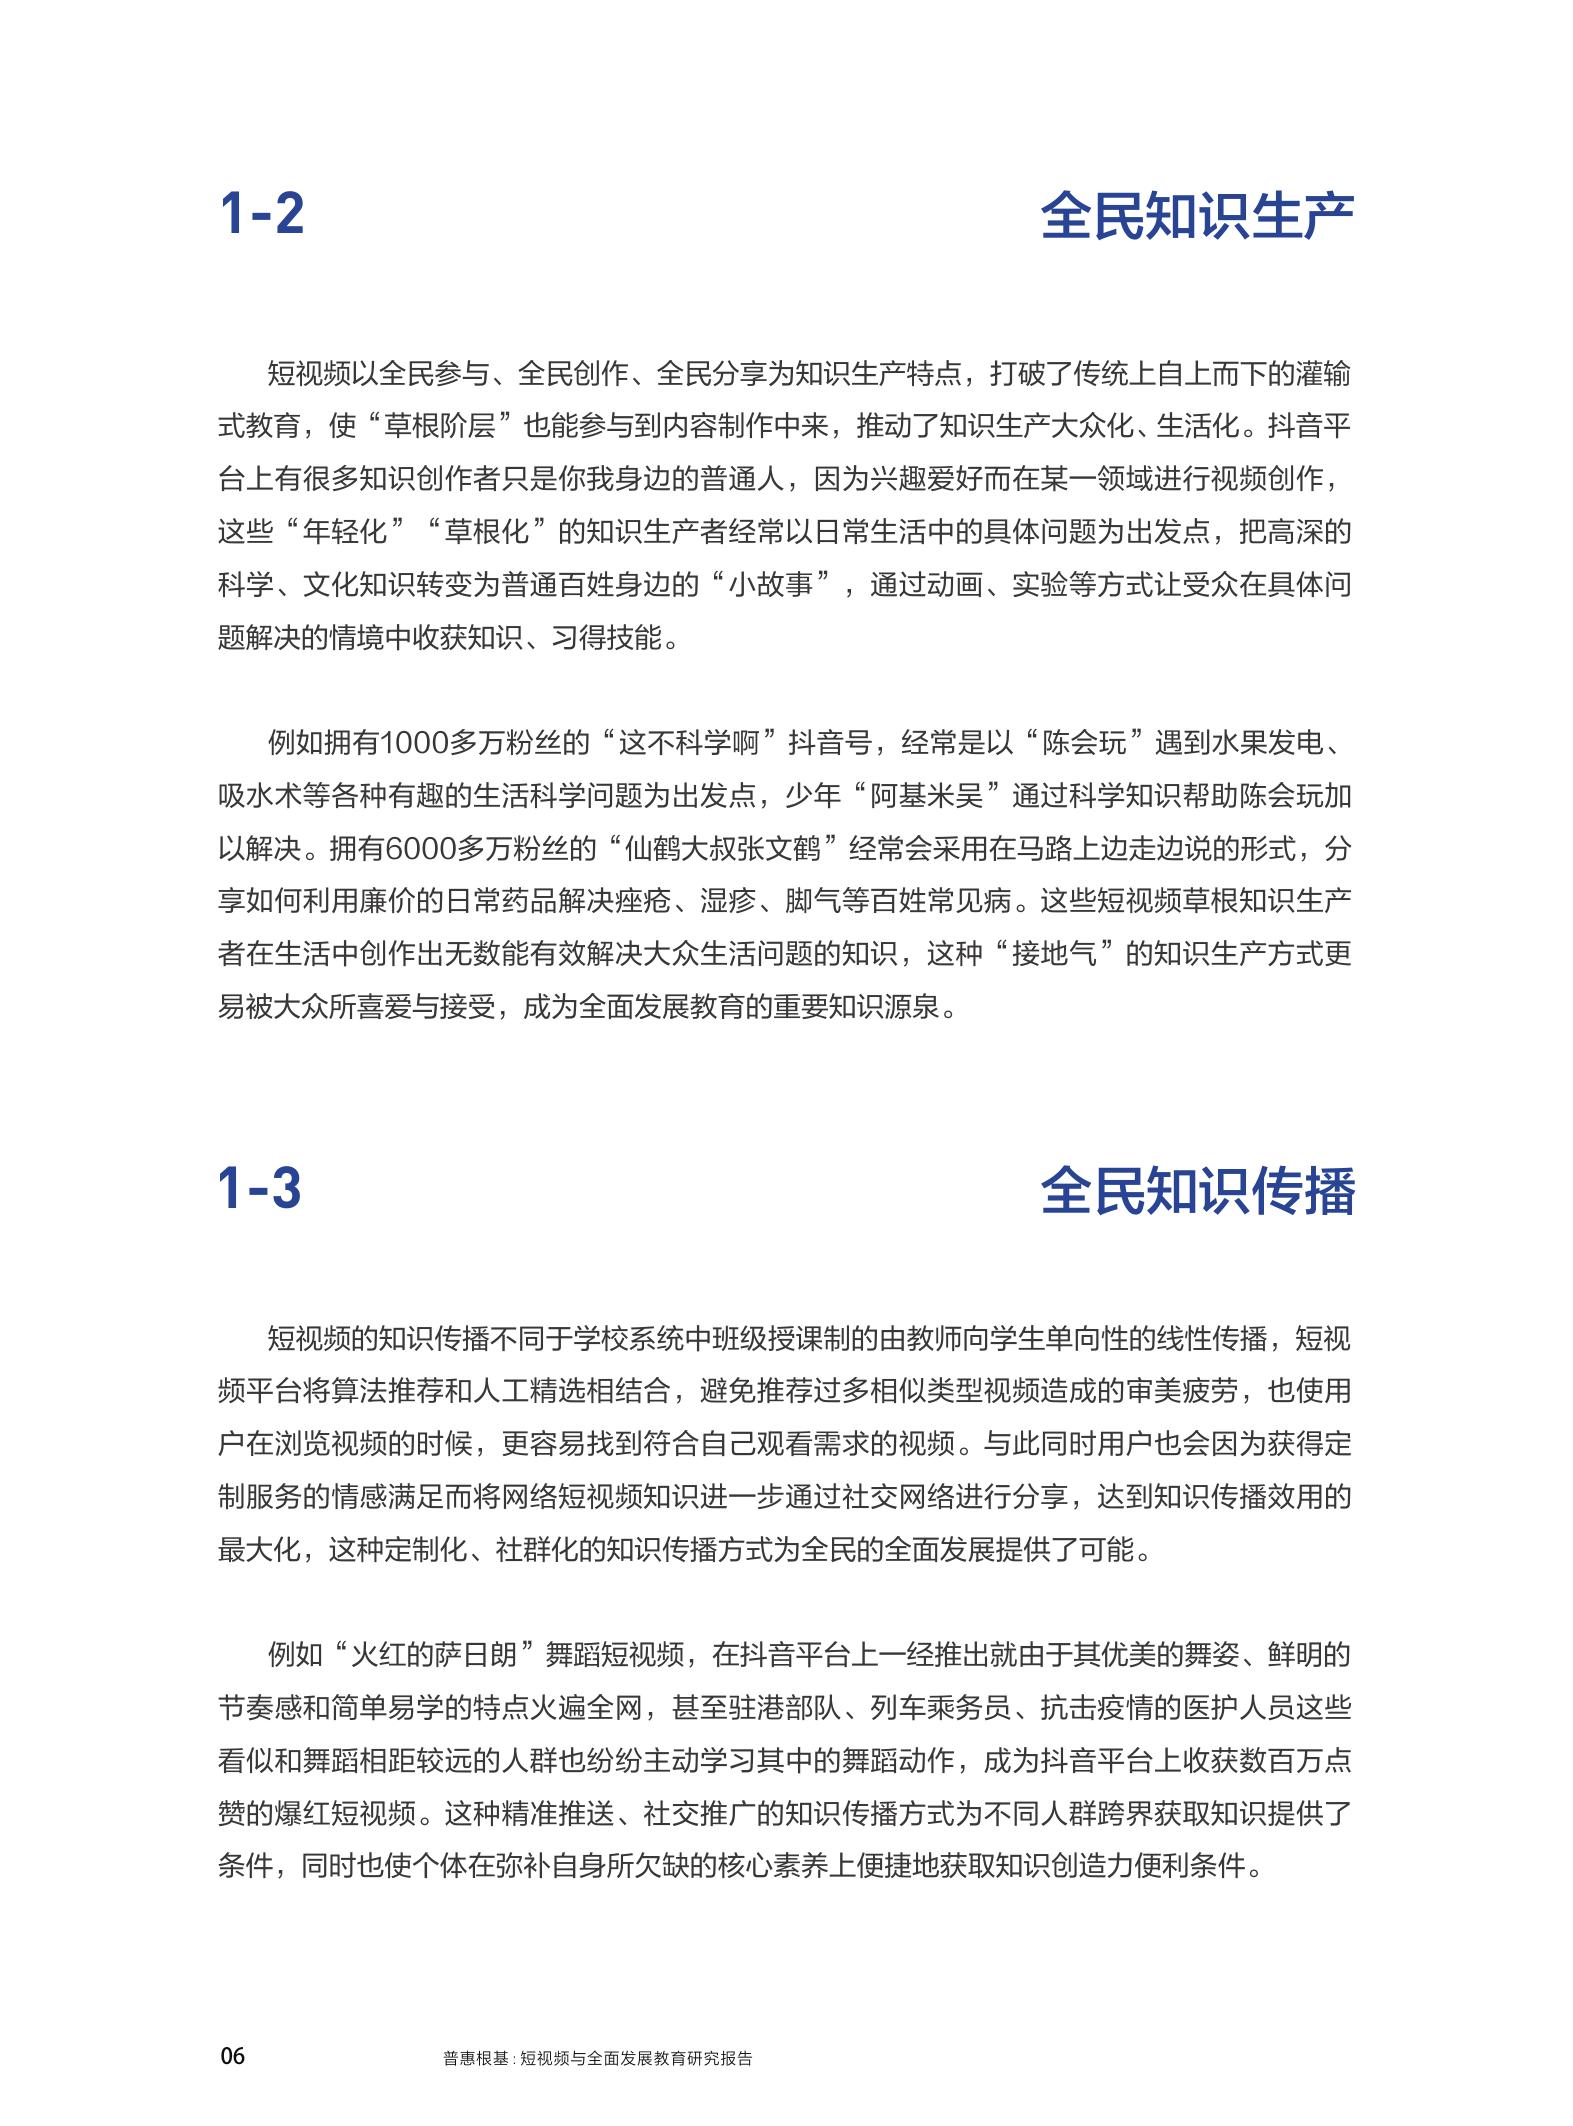 1-2 全民知识生产
短视频以全民参与、全民创作、全民分享为知识生产特点，打破了传统上自上而下的灌输
式教育，使“草根阶层”也能参与到内容制作中来，推动了知识生产大众化、生活化。抖音平
台上有很多知识创作者只是你我身边的普通人，因为兴趣爱好而在某一领域进行视频创作，
这些“年轻化”“草根化”的知识生产者经常以日常生活中的具体问题为出发点，把高深的
科学、文化知识转变为普通百姓身边的“小故事”，通过动画、实验等方式让受众在具体问
题解决的情境中收获知识、习得技能。
例如拥有1000多万粉丝的“这不科学啊”抖音号，经常是以“陈会玩”遇到水果发电、
吸水术等各种有趣的生活科学问题为出发点，少年“阿基米吴”通过科学知识帮助陈会玩加
以解决。拥有6000多万粉丝的“仙鹤大叔张文鹤”经常会采用在马路上边走边说的形式，分
享如何利用廉价的日常药品解决痤疮、湿疹、脚气等百姓常见病。这些短视频草根知识生产
者在生活中创作出无数能有效解决大众生活问题的知识，这种“接地气”的知识生产方式更
易被大众所喜爱与接受，成为全面发展教育的重要知识源泉。
1-3 全民知识传播
短视频的知识传播不同于学校系统中班级授课制的由教师向学生单向性的线性传播，短视
频平台将算法推荐和人工精选相结合，避免推荐过多相似类型视频造成的审美疲劳，也使用
户在浏览视频的时候，更容易找到符合自己观看需求的视频。与此同时用户也会因为获得定
制服务的情感满足而将网络短视频知识进一步通过社交网络进行分享，达到知识传播效用的
最大化，这种定制化、社群化的知识传播方式为全民的全面发展提供了可能。
例如“火红的萨日朗”舞蹈短视频，在抖音平台上一经推出就由于其优美的舞姿、鲜明的
节奏感和简单易学的特点火遍全网，甚至驻港部队、列车乘务员、抗击疫情的医护人员这些
看似和舞蹈相距较远的人群也纷纷主动学习其中的舞蹈动作，成为抖音平台上收获数百万点
赞的爆红短视频。这种精准推送、社交推广的知识传播方式为不同人群跨界获取知识提供了
条件，同时也使个体在弥补自身所欠缺的核心素养上便捷地获取知识创造力便利条件。
06 普惠根基：短视频与全面发展教育研究报告